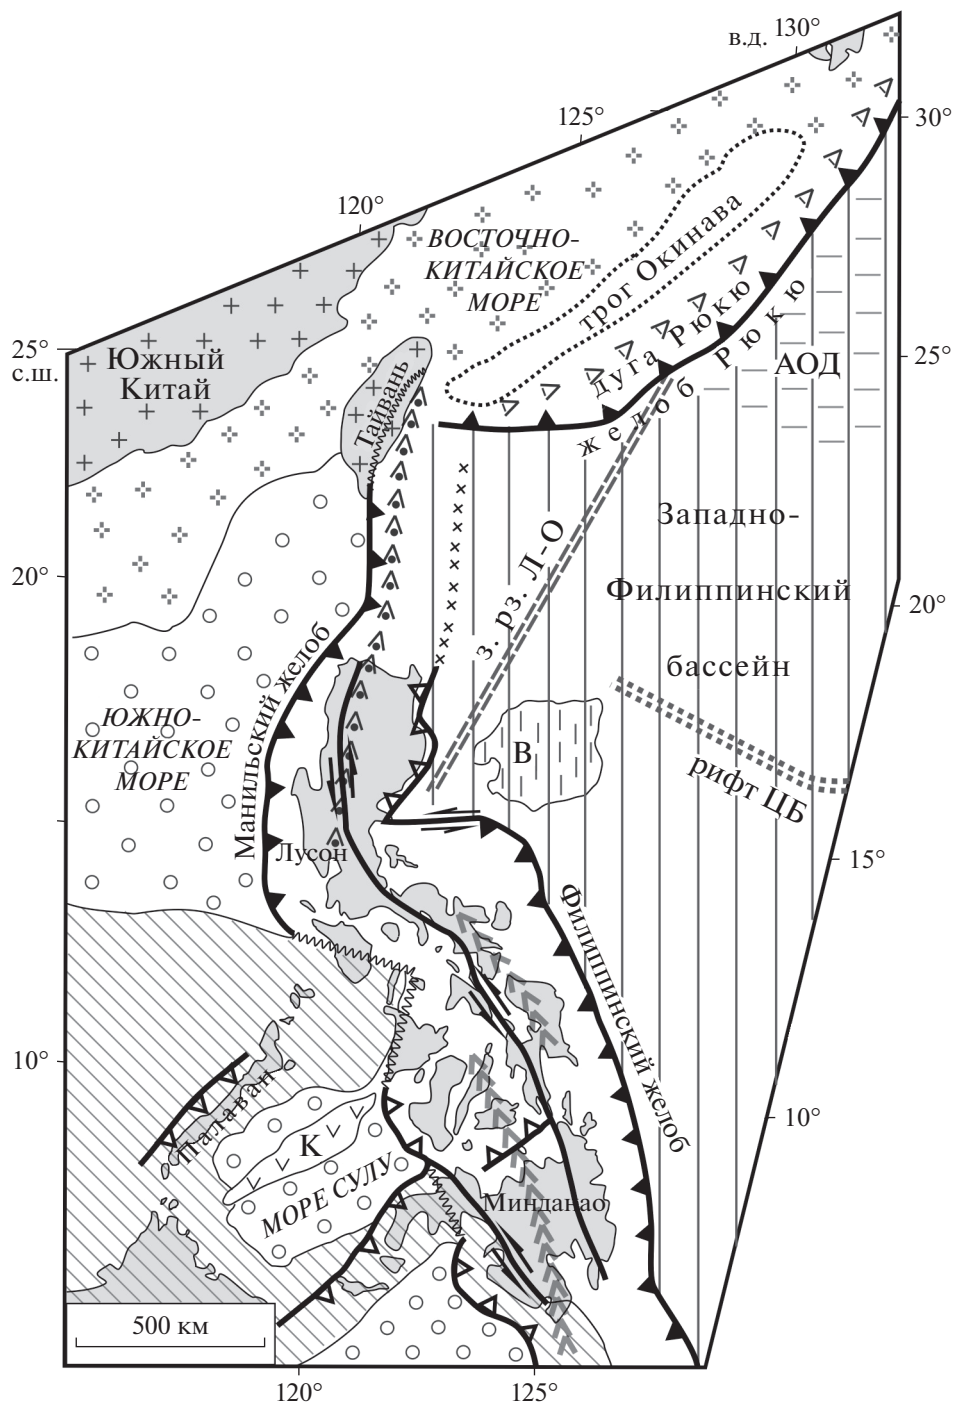 в.д.
130°
125°
120°
30°
ВОСТОЧНО-
КИТАЙСКОЕ
МОРЕ
трог Окинава
дуга Рюкю
желоб Рюкю
25°
с.ш.
Южный
Китай
Тайвань
АОД
25°
Западно-
Филиппинский
бассейн
з. рз. Л-О
20°
20°
Манильский желоб
ЮЖНО-
КИТАЙСКОЕ
МОРЕ
В
рифт ЦБ
Лусон
15°
Филиппинский желоб
10°
Палаван
К
МОРЕ СУЛУ
Минданао
10°
500 км
120°
125°